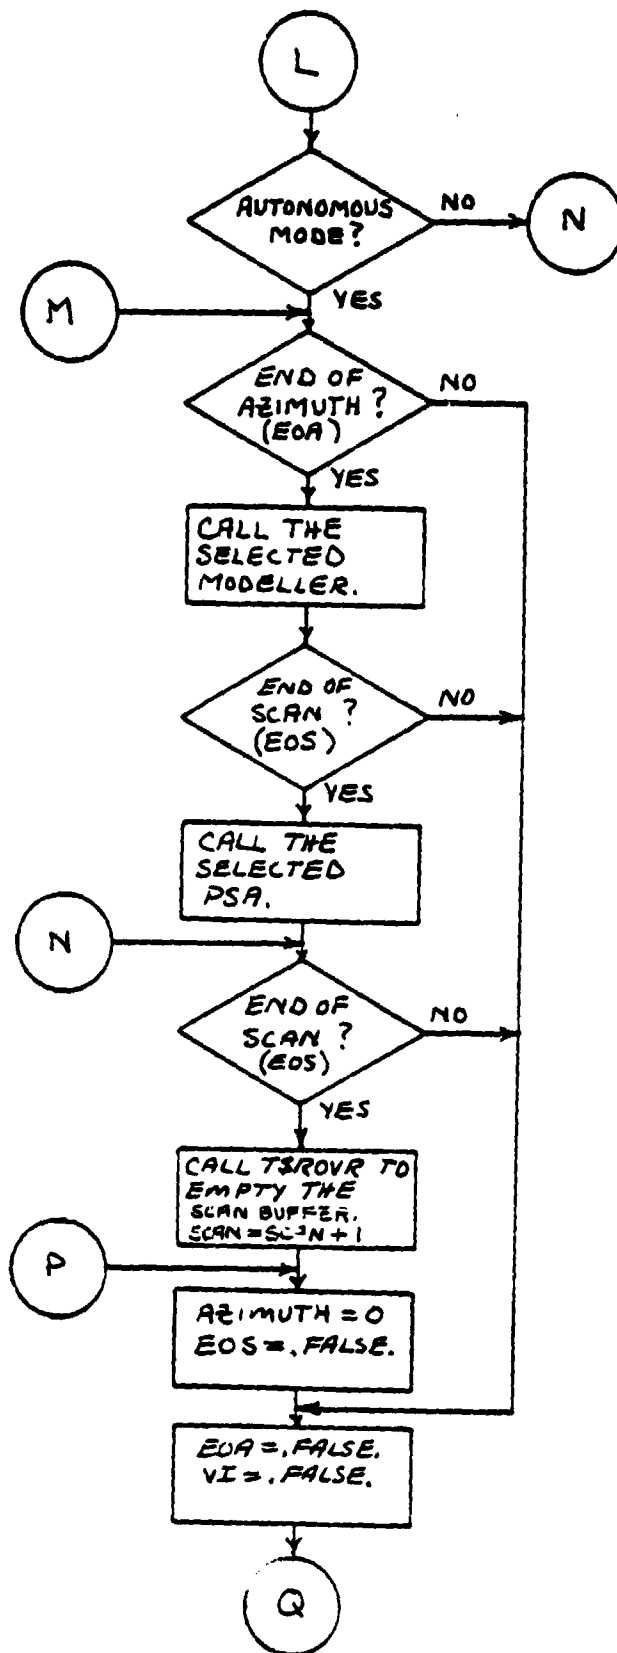 L
AUTONOMOUS
MODE?
NO
N
YES
M
END OF
AZIMUTH?
(EOA)
NO
YES
CALL THE
SELECTED
MODELLER.
END OF
SCAN?
(EOS)
NO
YES
CALL THE
SELECTED
PSA.
N
END OF
SCAN?
(EOS)
NO
YES
CALL T$ROVR TO
EMPTY THE
SCAN BUFFER.
SCAN = + 1
P
AZIMUTH = 0
EOS = .FALSE.
EOA = .FALSE.
VI = .FALSE.
Q